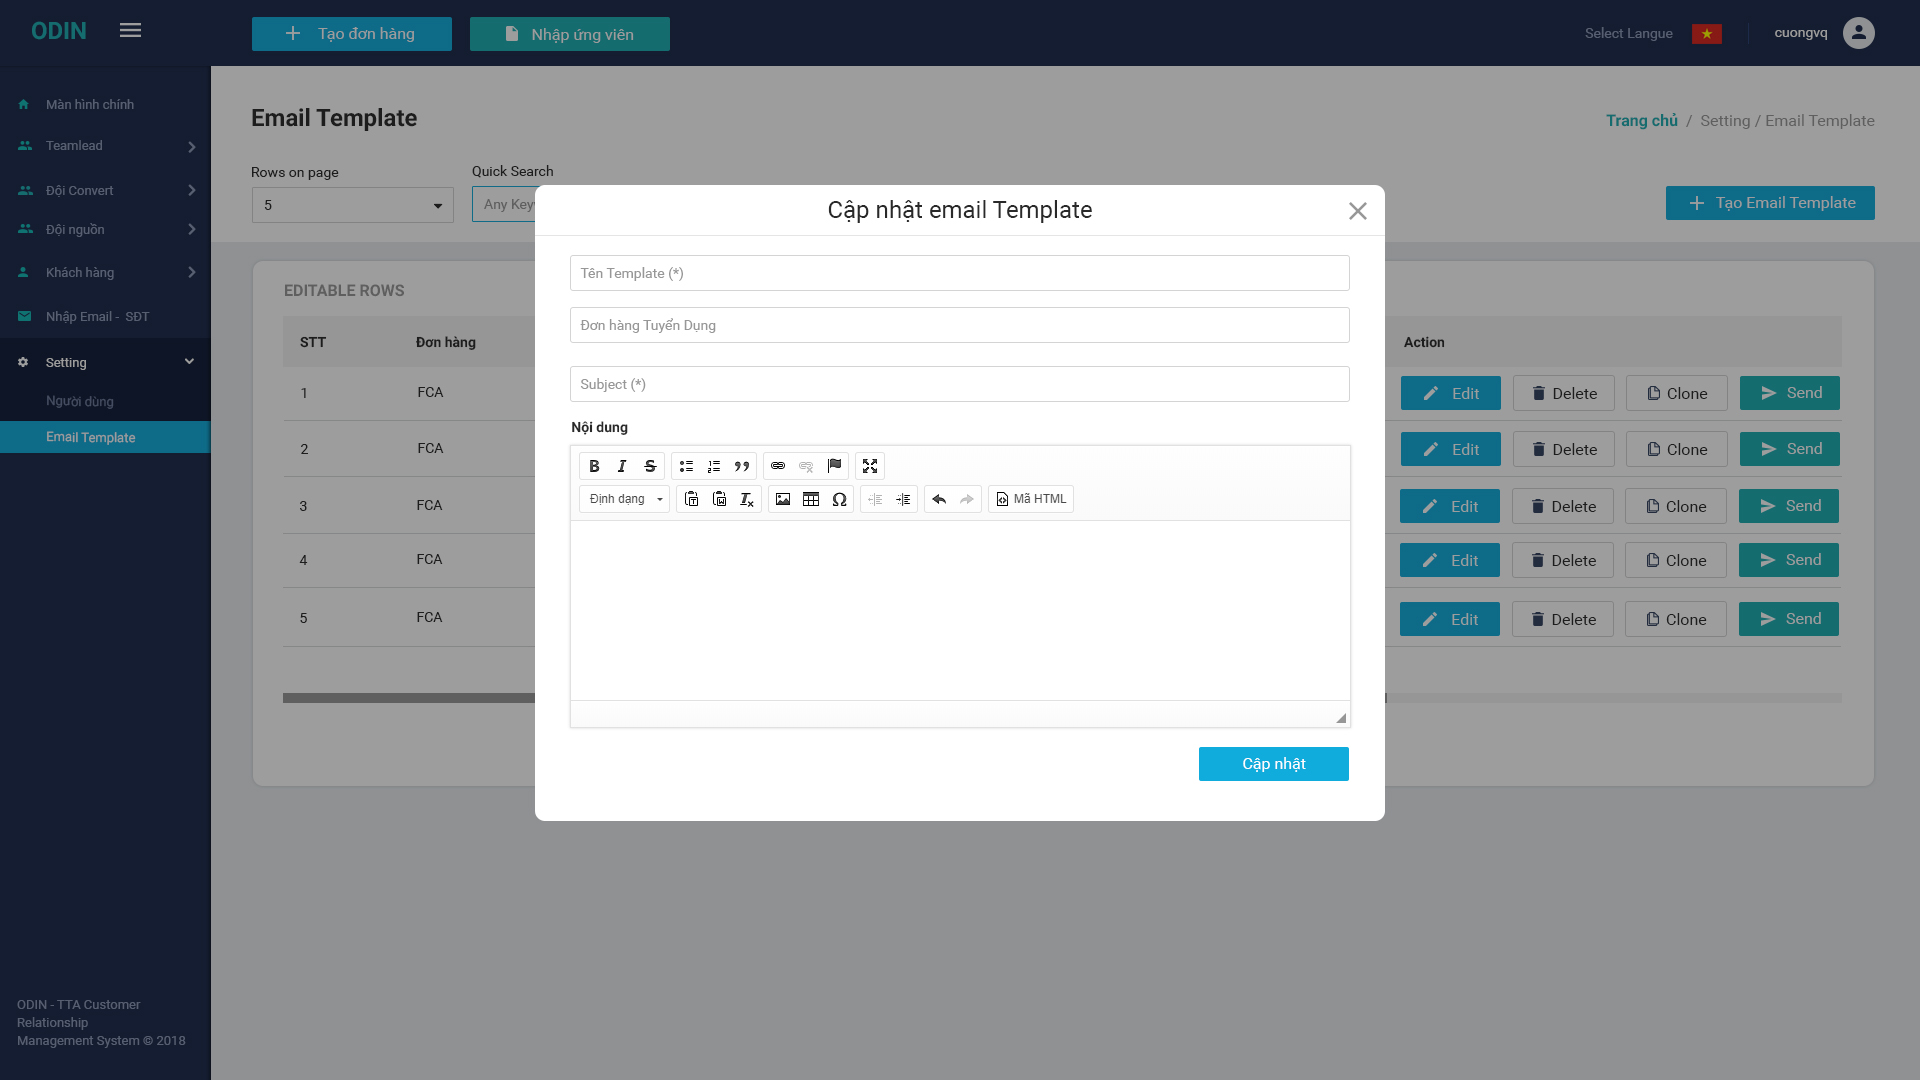 ODIN
Tạo đơn hàng
Nhập ứng viên
Select Langue
cuongvq
Màn hình chính
Teamlead
Đội Convert
Đội nguồn
Khách hàng
Nhập Email - SĐT
Setting
Người dùng
Email Template
ODIN - TTA Customer
Relationship
Management System © 2018
Email Template
Trang chủ / Setting / Email Template
Rows on page
Quick Search
5
Any
Tạo Email Template
EDITABLE ROWS
STT Đơn hàng Action
1 FCA Edit Delete Clone Send
2 FCA Edit Delete Clone Send
3 FCA Edit Delete Clone Send
4 FCA Edit Delete Clone Send
5 FCA Edit Delete Clone Send
Cập nhật email Template
Tên Template (*)
Đơn hàng Tuyển Dụng
Subject (*)
Nội dung
Định dạng
Mã HTML
Cập nhật